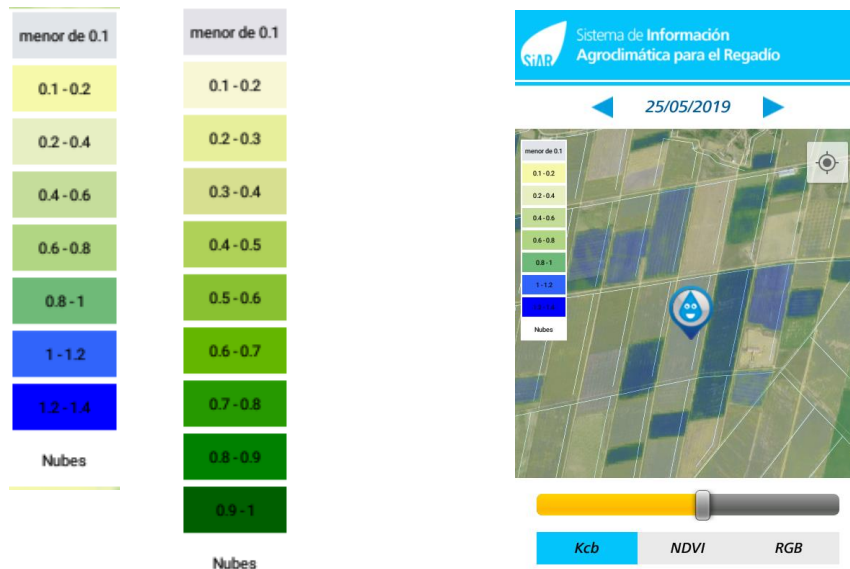 menor de 0.1
0.1 - 0.2
0.2 - 0.4
0.4 - 0.6
0.6 - 0.8
0.8 - 1
1 - 1.2
1.2 - 1.4
Nubes
menor de 0.1
0.1 - 0.2
0.2 - 0.3
0.3 - 0.4
0.4 - 0.5
0.5 - 0.6
0.6 - 0.7
0.7 - 0.8
0.8 - 0.9
0.9 - 1
Nubes
SiAR
Sistema de Información
Agroclimática para el Regadío
25/05/2019
menor de 0.1
0.1 - 0.2
0.2 - 0.4
0.4 - 0.6
0.6 - 0.8
0.8 - 1
1 - 1.2
1.2 - 1.4
Nubes
Kcb NDVI RGB